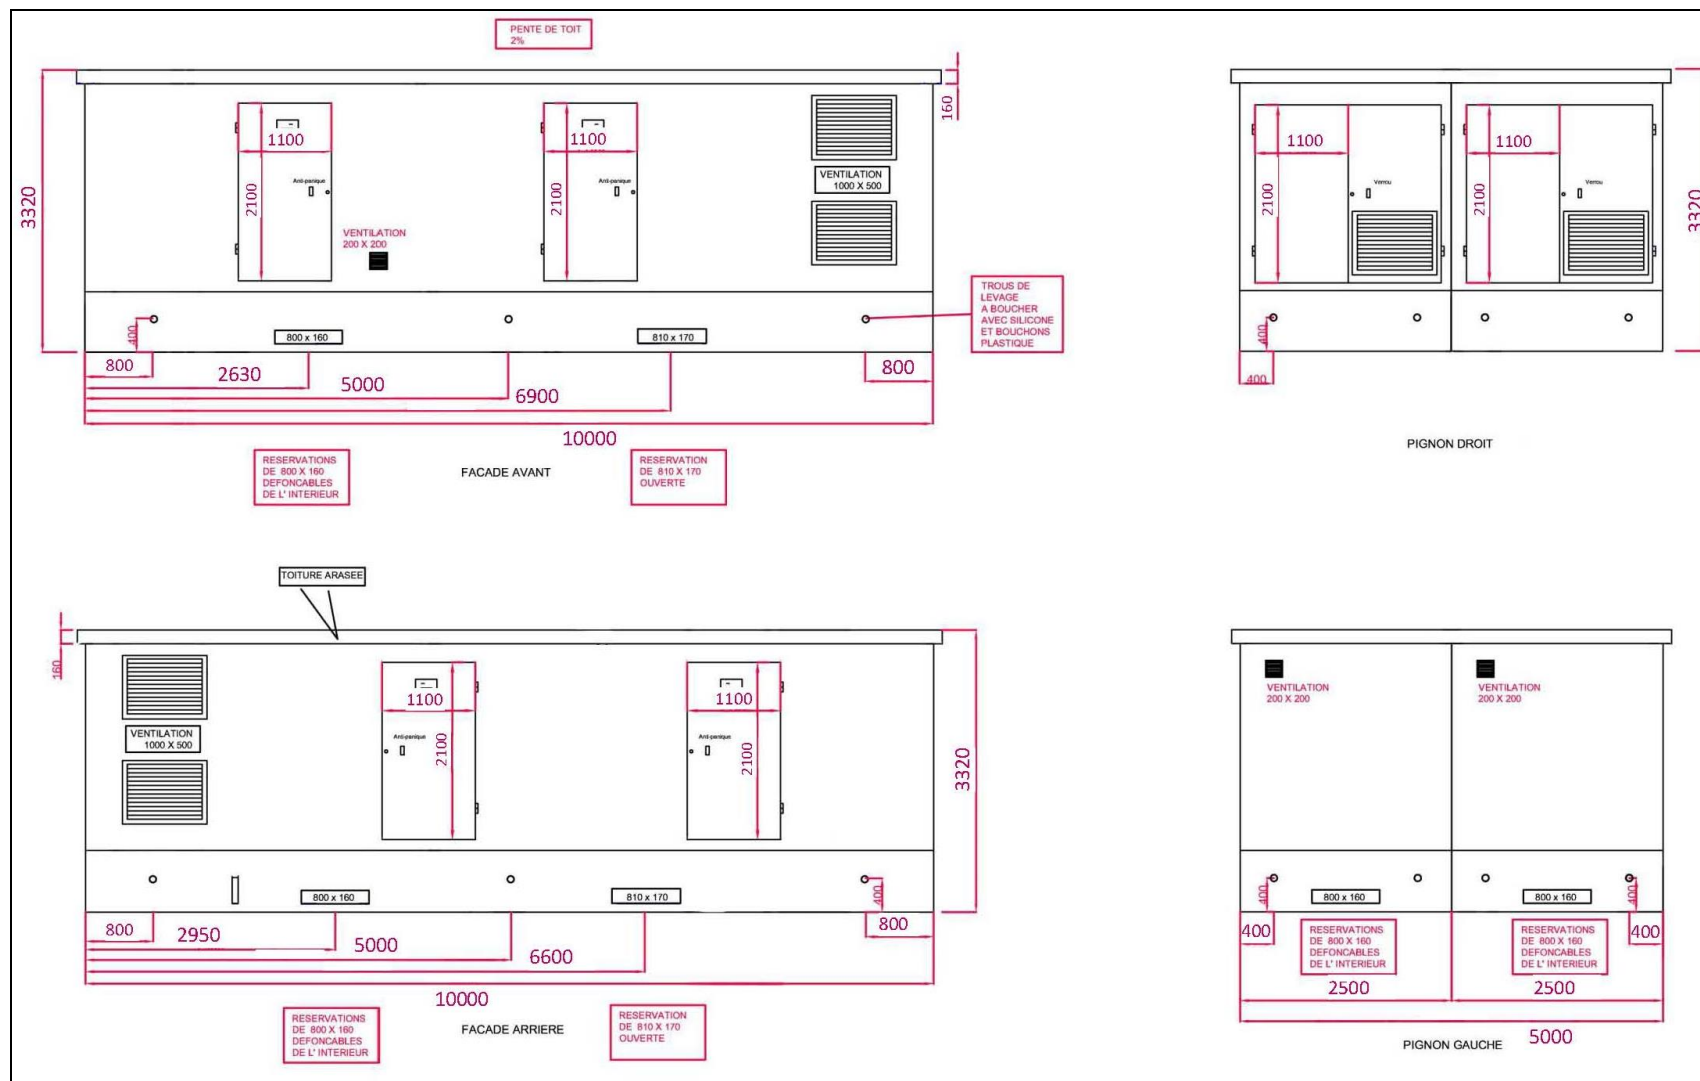 PENTE DE TOIT
2%
3320
160
1100
2100
Anti-panique
VENTILATION
200 X 200
1100
2100
Anti-panique
VENTILATION
1000 X 500
400
800 x 160
810 x 170
TROUS DE
LEVAGE
A BOUCHER
AVEC SILICONE
ET BOUCHONS
PLASTIQUE
800
2630
5000
6900
800
10000
RESERVATIONS
DE 800 X 160
DEFONCABLES
DE L' INTERIEUR
FACADE AVANT
RESERVATION
DE 810 X 170
OUVERTE
1100
2100
Verrou
1100
2100
Verrou
3320
400
400
PIGNON DROIT
TOITURE ARASEE
160
VENTILATION
1000 X 500
1100
2100
Anti-panique
1100
2100
Anti-panique
3320
800 x 160
810 x 170
400
800
2950
5000
6600
800
10000
RESERVATIONS
DE 800 X 160
DEFONCABLES
DE L' INTERIEUR
FACADE ARRIERE
RESERVATION
DE 810 X 170
OUVERTE
VENTILATION
200 X 200
VENTILATION
200 X 200
400
800 x 160
800 x 160
400
400
RESERVATIONS
DE 800 X 160
DEFONCABLES
DE L' INTERIEUR
RESERVATIONS
DE 800 X 160
DEFONCABLES
DE L' INTERIEUR
400
2500
2500
5000
PIGNON GAUCHE